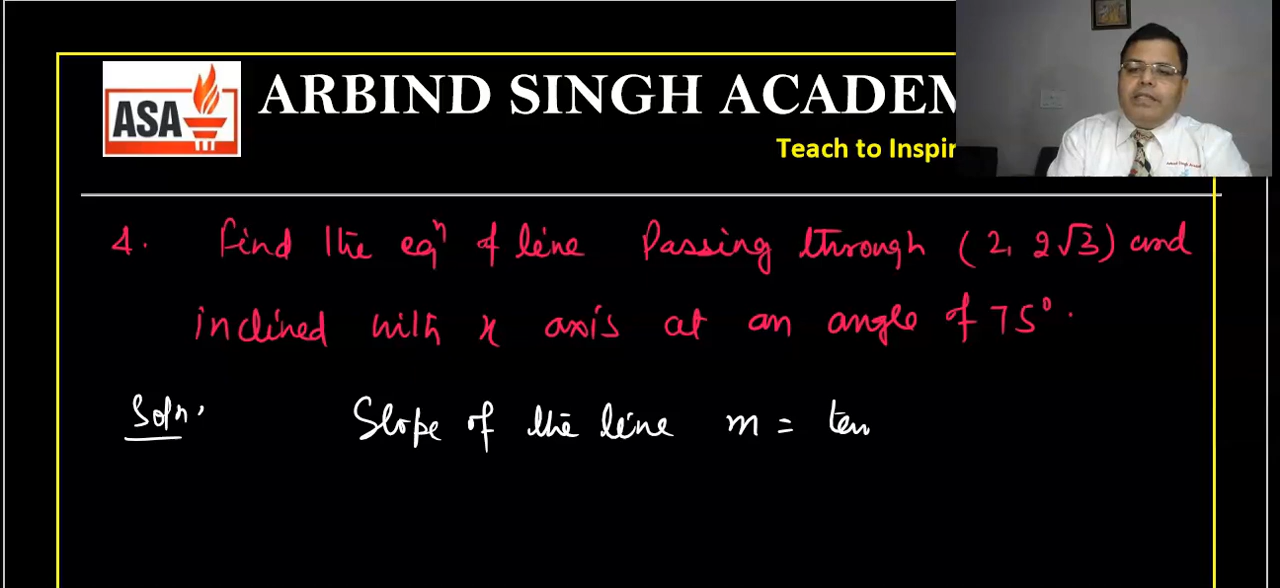 ASA
ARBIND SINGH ACADEM
Teach to Inspir
4. Find the eqⁿ of line Passing through (2, 2√3) and
inclined with x axis at an angle of 75°.
Soln,
Slope of the line m = tan